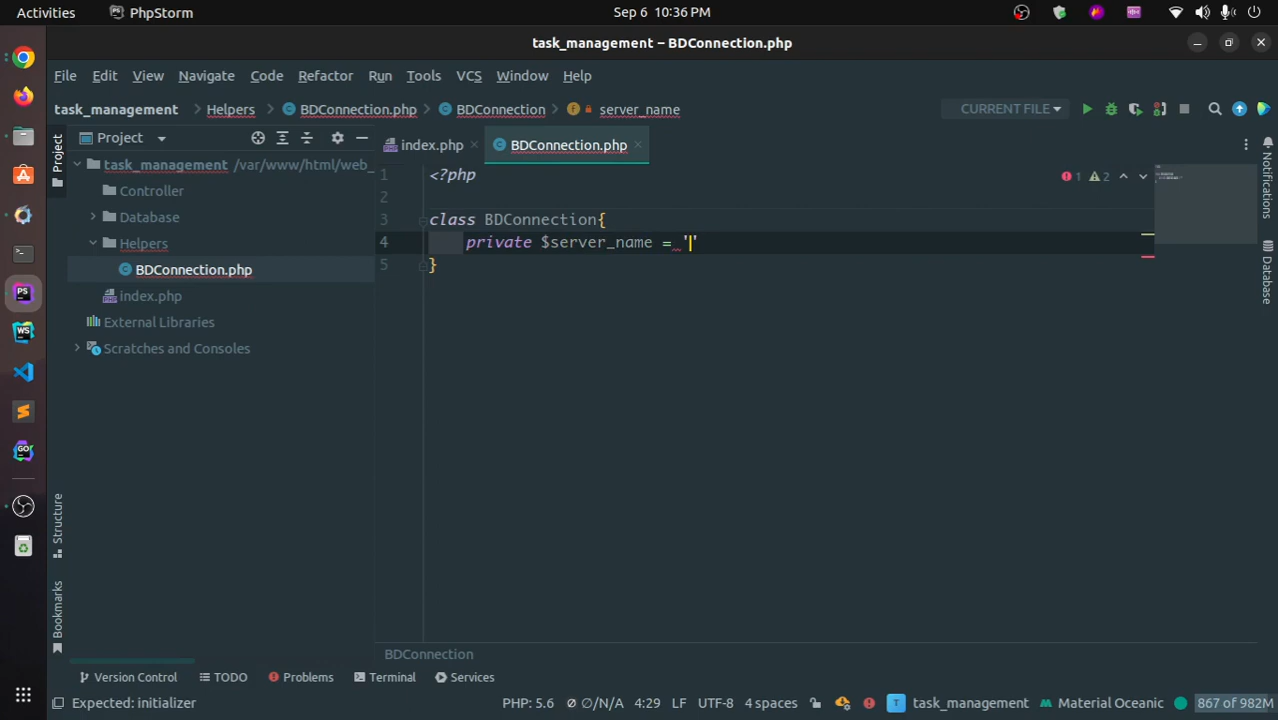 Activities
PhpStorm
Sep 6 10:36 PM
task_management – BDConnection.php
File Edit View Navigate Code Refactor Run Tools VCS Window Help
task_management Helpers BDConnection.php BDConnection server_name
CURRENT FILE
Project
index.php
BDConnection.php
task_management /var/www/html/web_
Controller
Database
Helpers
BDConnection.php
index.php
External Libraries
Scratches and Consoles
1 <?php
2
3 class BDConnection{
4 private $server_name = ''
5 }
1 2
Project
Structure
Bookmarks
Notifications
Database
BDConnection
Version Control TODO Problems Terminal Services
Expected: initializer
PHP: 5.6 ∅/N/A 4:29 LF UTF-8 4 spaces T task_management Material Oceanic 867 of 982M